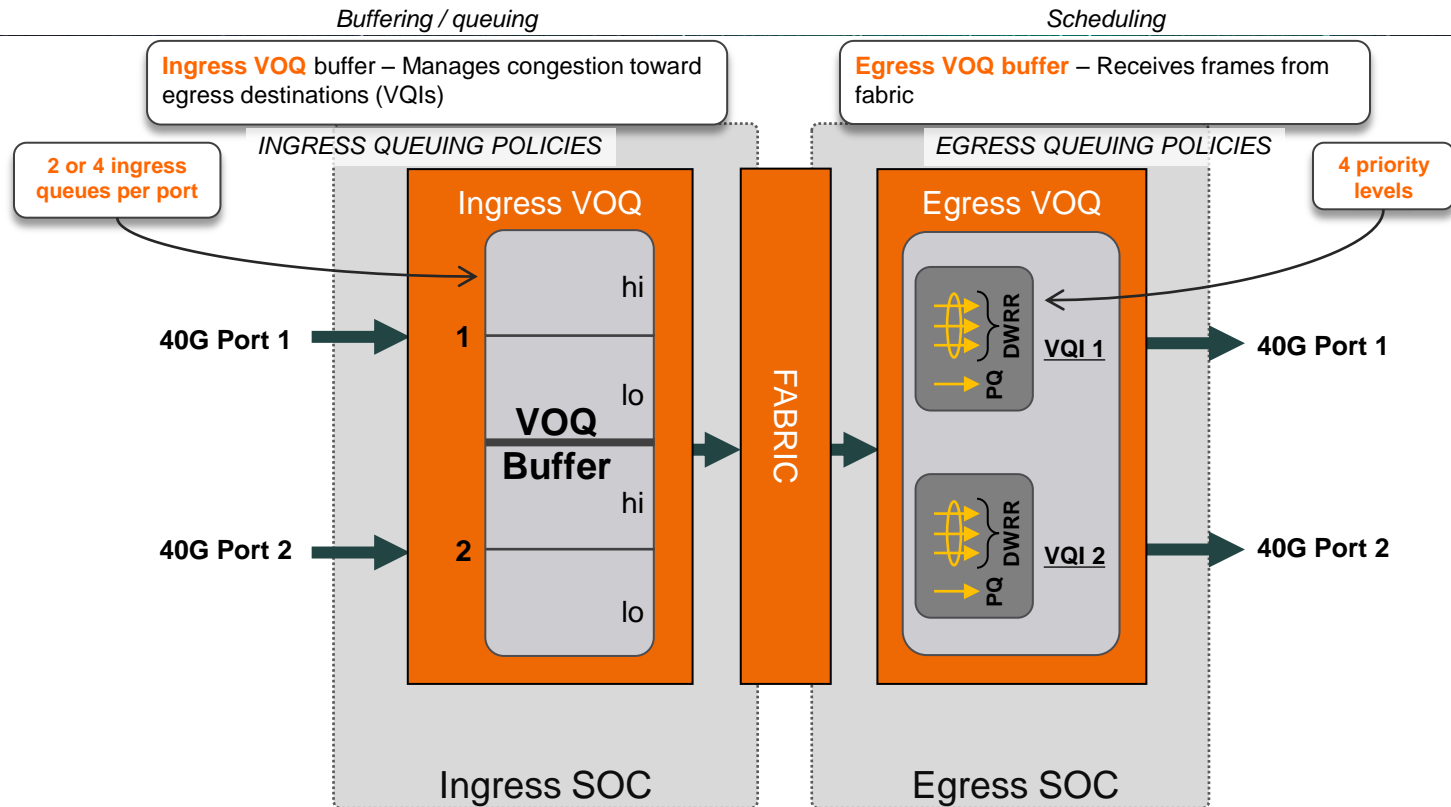 Buffering / queuing
Scheduling
Ingress VOQ buffer – Manages congestion toward
egress destinations (VQIs)
Egress VOQ buffer – Receives frames from
fabric
INGRESS QUEUING POLICIES
EGRESS QUEUING POLICIES
2 or 4 ingress
queues per port
4 priority
levels
Ingress VOQ
Egress VOQ
hi
1
lo
VOQ
Buffer
hi
2
lo
40G Port 1
40G Port 2
FABRIC
DWRR
PQ
VQI 1
DWRR
PQ
VQI 2
40G Port 1
40G Port 2
Ingress SOC
Egress SOC